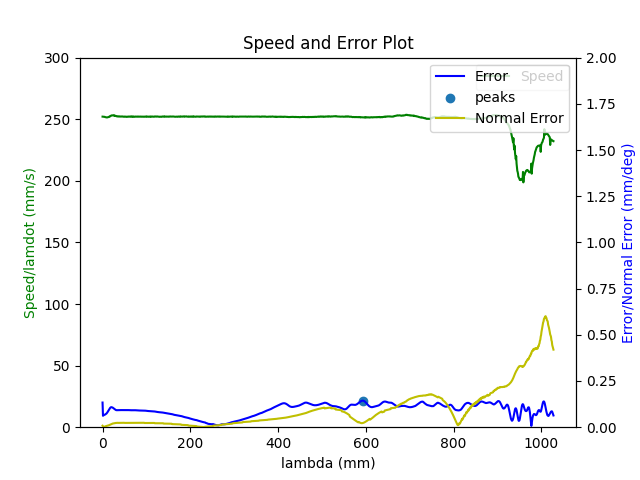 Speed and Error Plot
300
250
200
150
100
50
0
Speed/lamdot (mm/s)
2.00
1.75
1.50
1.25
1.00
0.75
0.50
0.25
0.00
Error/Normal Error (mm/deg)
Error
Speed
peaks
Normal Error
0 200 400 600 800 1000
lambda (mm)